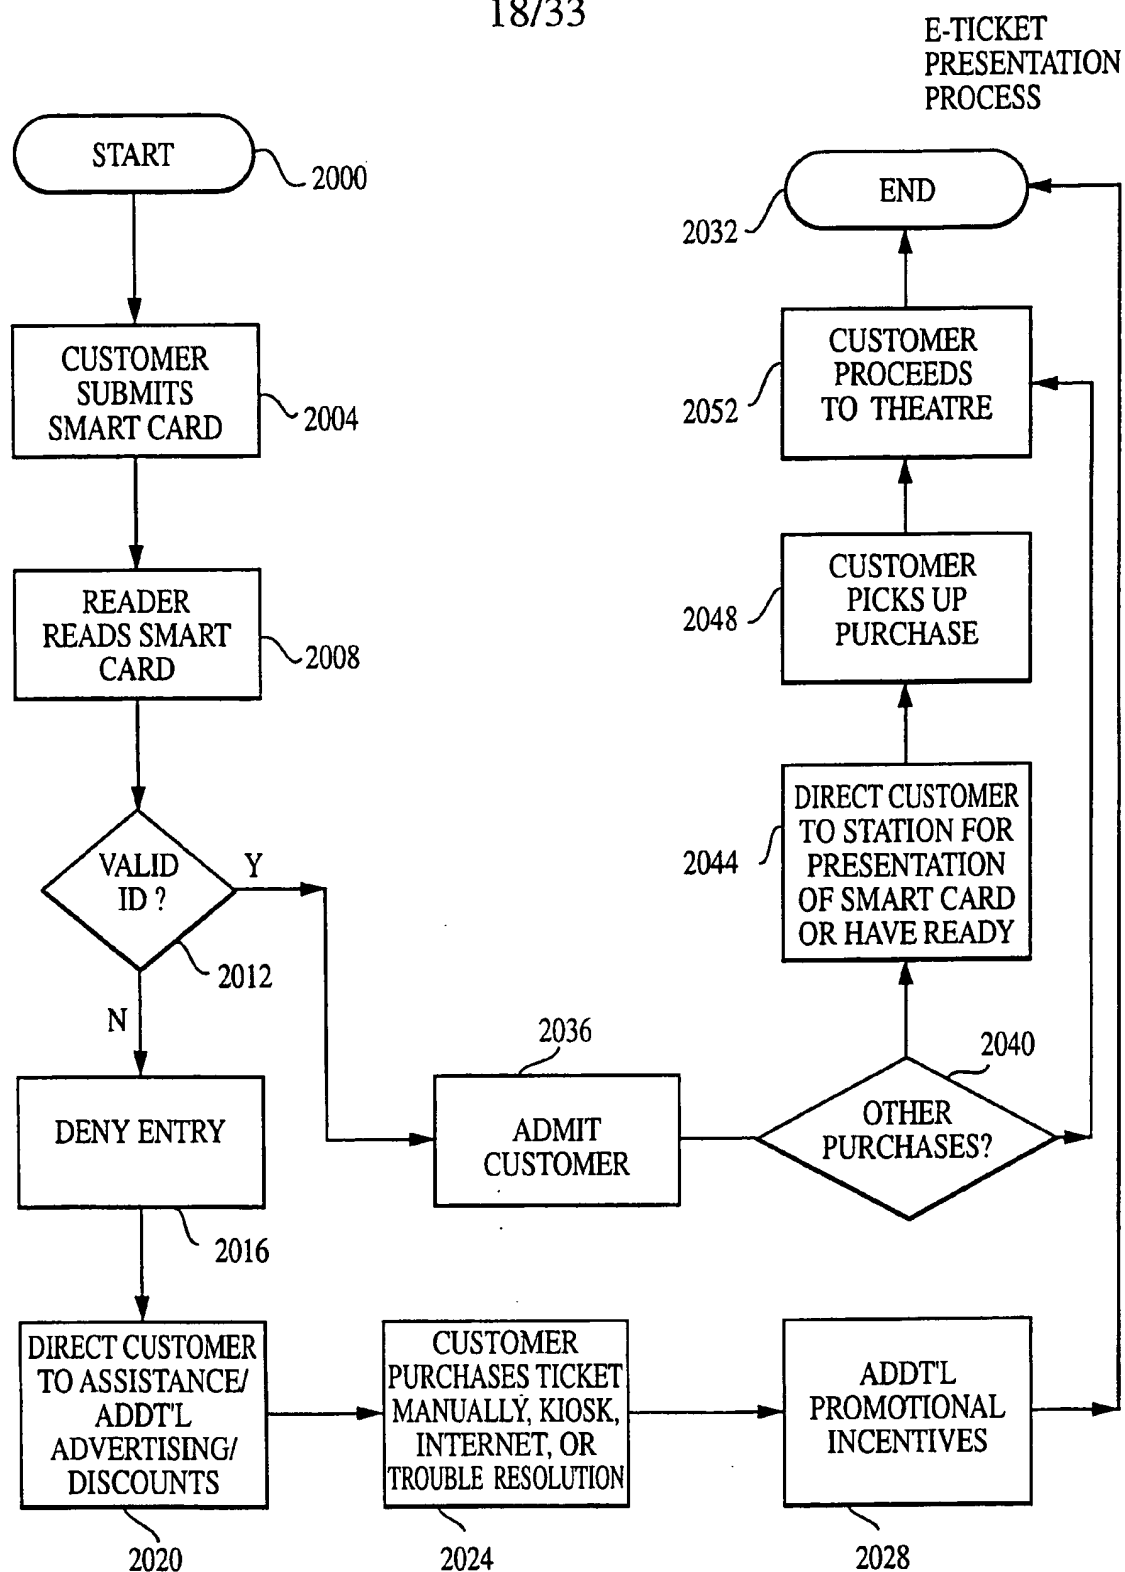 18/33
E-TICKET
PRESENTATION
PROCESS
START
2000
CUSTOMER
SUBMITS
SMART CARD
2004
READER
READS SMART
CARD
2008
VALID
ID ?
Y
2012
N
DENY ENTRY
2016
DIRECT CUSTOMER
TO ASSISTANCE/
ADDT'L
ADVERTISING/
DISCOUNTS
2020
CUSTOMER
PURCHASES TICKET
MANUALLY, KIOSK,
INTERNET, OR
TROUBLE RESOLUTION
2024
ADDT'L
PROMOTIONAL
INCENTIVES
2028
2036
ADMIT
CUSTOMER
2040
OTHER
PURCHASES?
DIRECT CUSTOMER
TO STATION FOR
PRESENTATION
OF SMART CARD
OR HAVE READY
2044
CUSTOMER
PICKS UP
PURCHASE
2048
CUSTOMER
PROCEEDS
TO THEATRE
2052
END
2032